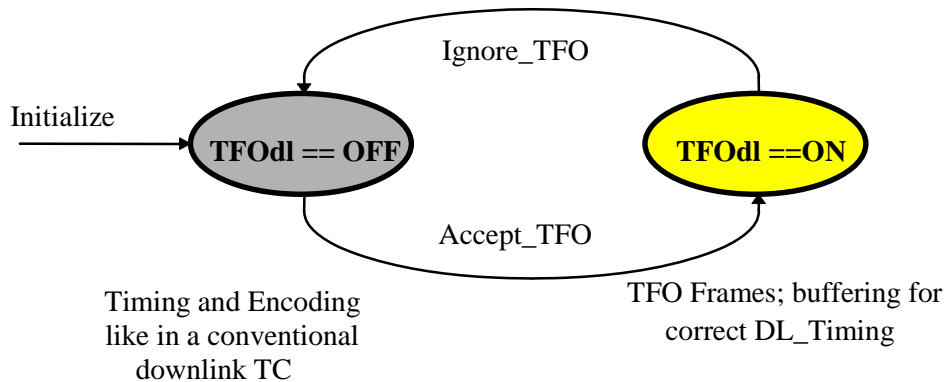 Ignore_TFO
Initialize
TFOdl == OFF
TFOdl ==ON
Accept_TFO
Timing and Encoding
like in a conventional
downlink TC
TFO Frames; buffering for
correct DL_Timing